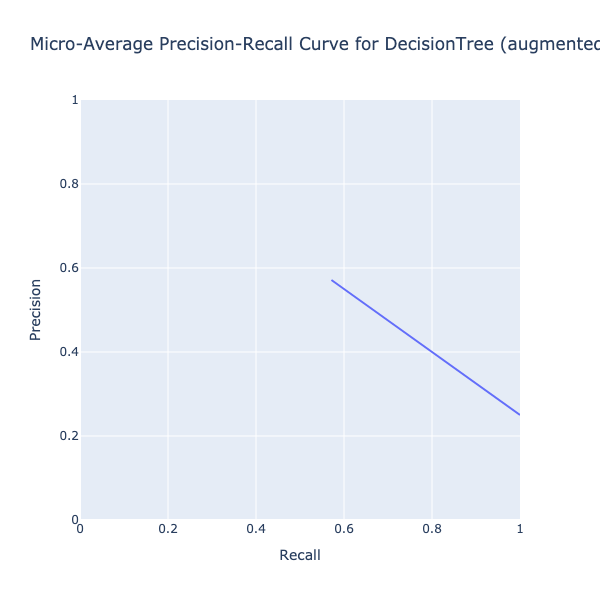 Micro-Average Precision-Recall Curve for DecisionTree (augmented
1
0.8
0.6
0.4
0.2
0
Precision
0 0.2 0.4 0.6 0.8 1
Recall